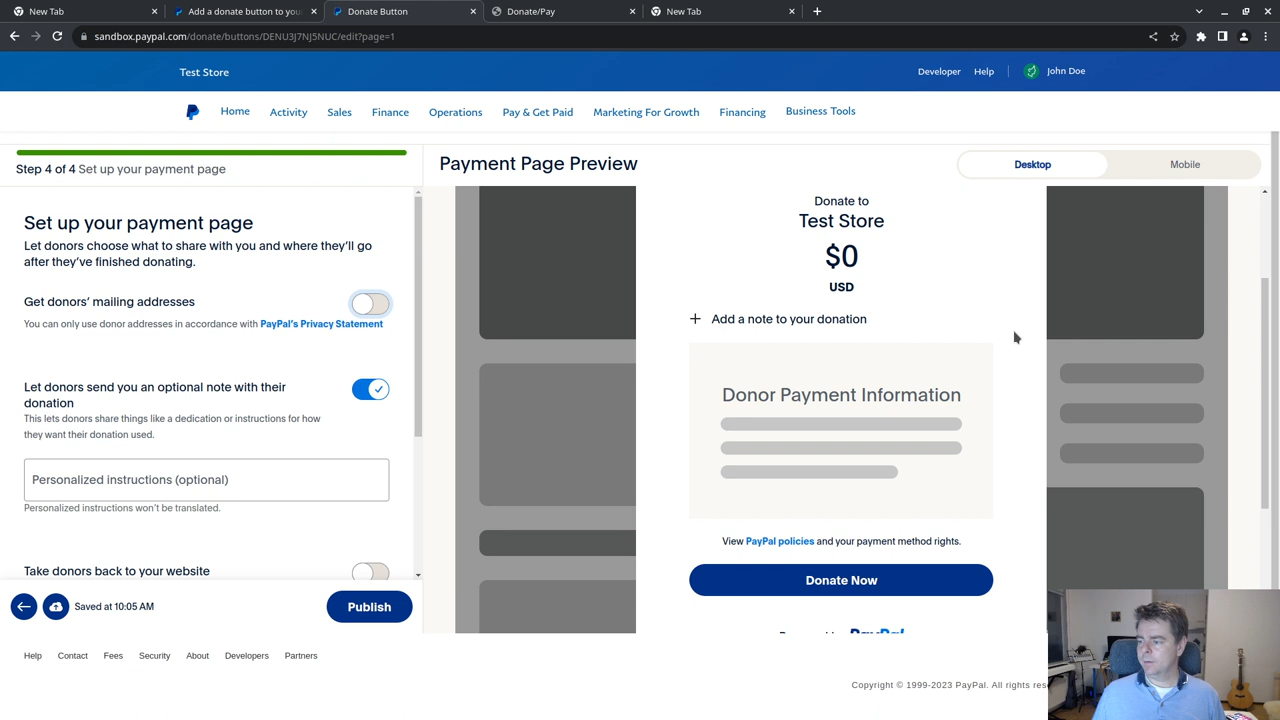 New Tab
Add a donate button to your
Donate Button
Donate/Pay
New Tab
sandbox.paypal.com/donate/buttons/DENU3J7NJ5NUC/edit?page=1
Test Store
Developer
Help
John Doe
Home
Activity
Sales
Finance
Operations
Pay & Get Paid
Marketing For Growth
Financing
Business Tools
Step 4 of 4 Set up your payment page
Payment Page Preview
Desktop
Mobile
Set up your payment page
Let donors choose what to share with you and where they'll go
after they've finished donating.
Get donors' mailing addresses
You can only use donor addresses in accordance with PayPal's Privacy Statement
Let donors send you an optional note with their
donation
This lets donors share things like a dedication or instructions for how
they want their donation used.
Personalized instructions (optional)
Personalized instructions won't be translated.
Take donors back to your website
Saved at 10:05 AM
Publish
Donate to
Test Store
$0
USD
Add a note to your donation
Donor Payment Information
View PayPal policies and your payment method rights.
Donate Now
PayPal
Help
Contact
Fees
Security
About
Developers
Partners
Copyright © 1999-2023 PayPal. All rights